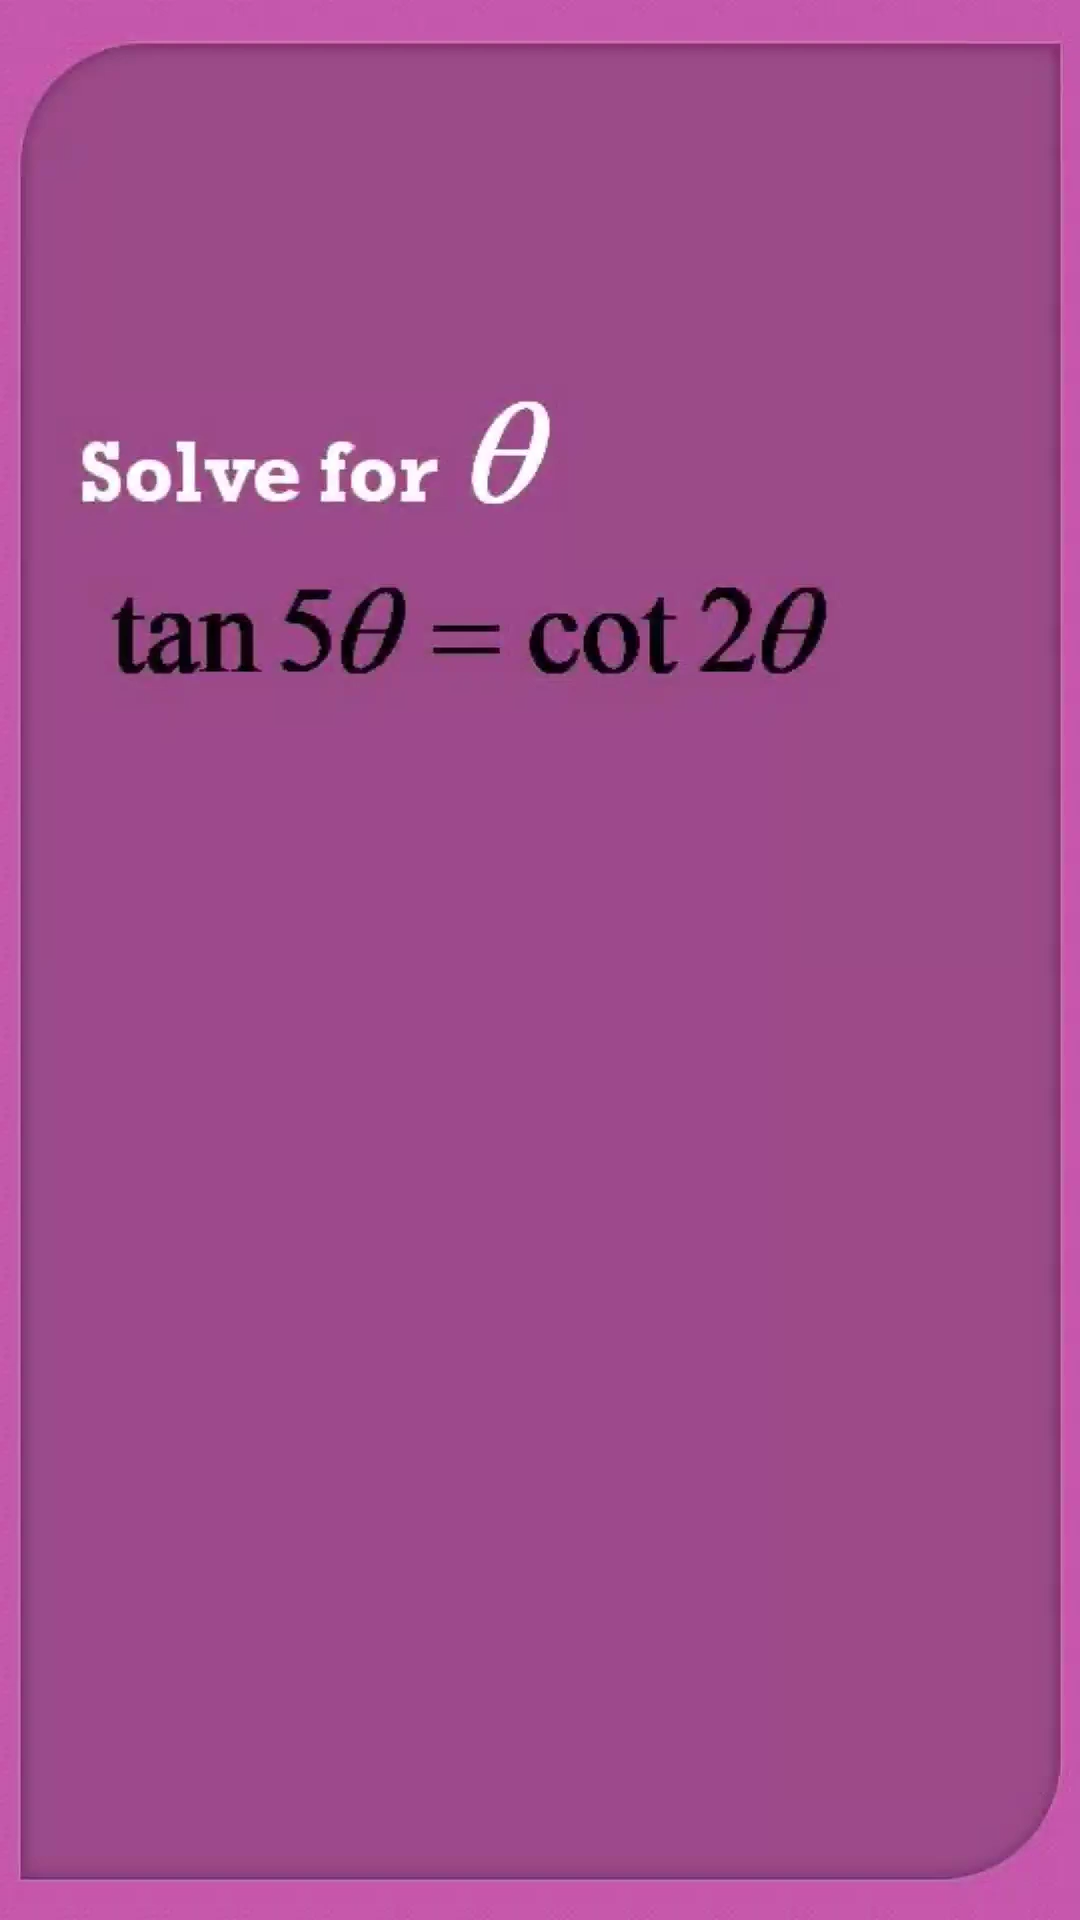 Solve for θ
tan 5θ = cot 2θ